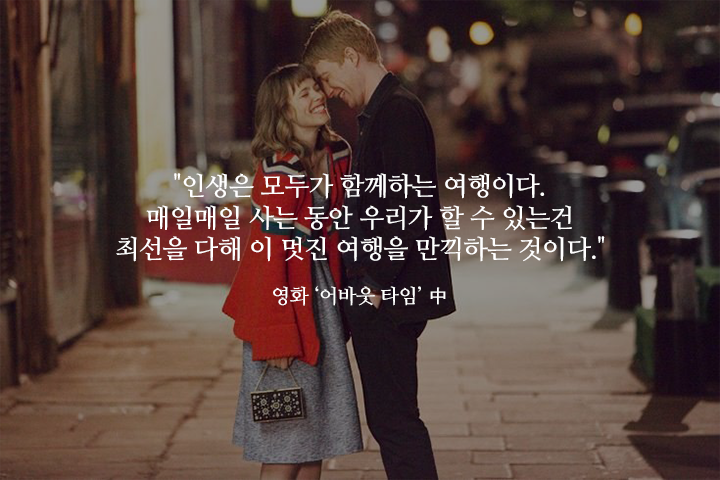 "인생은 모두가 함께하는 여행이다.
매일매일 사는 동안 우리가 할 수 있는건
최선을 다해 이 멋진 여행을 만끽하는 것이다."
영화 ‘어바웃 타임’ 中